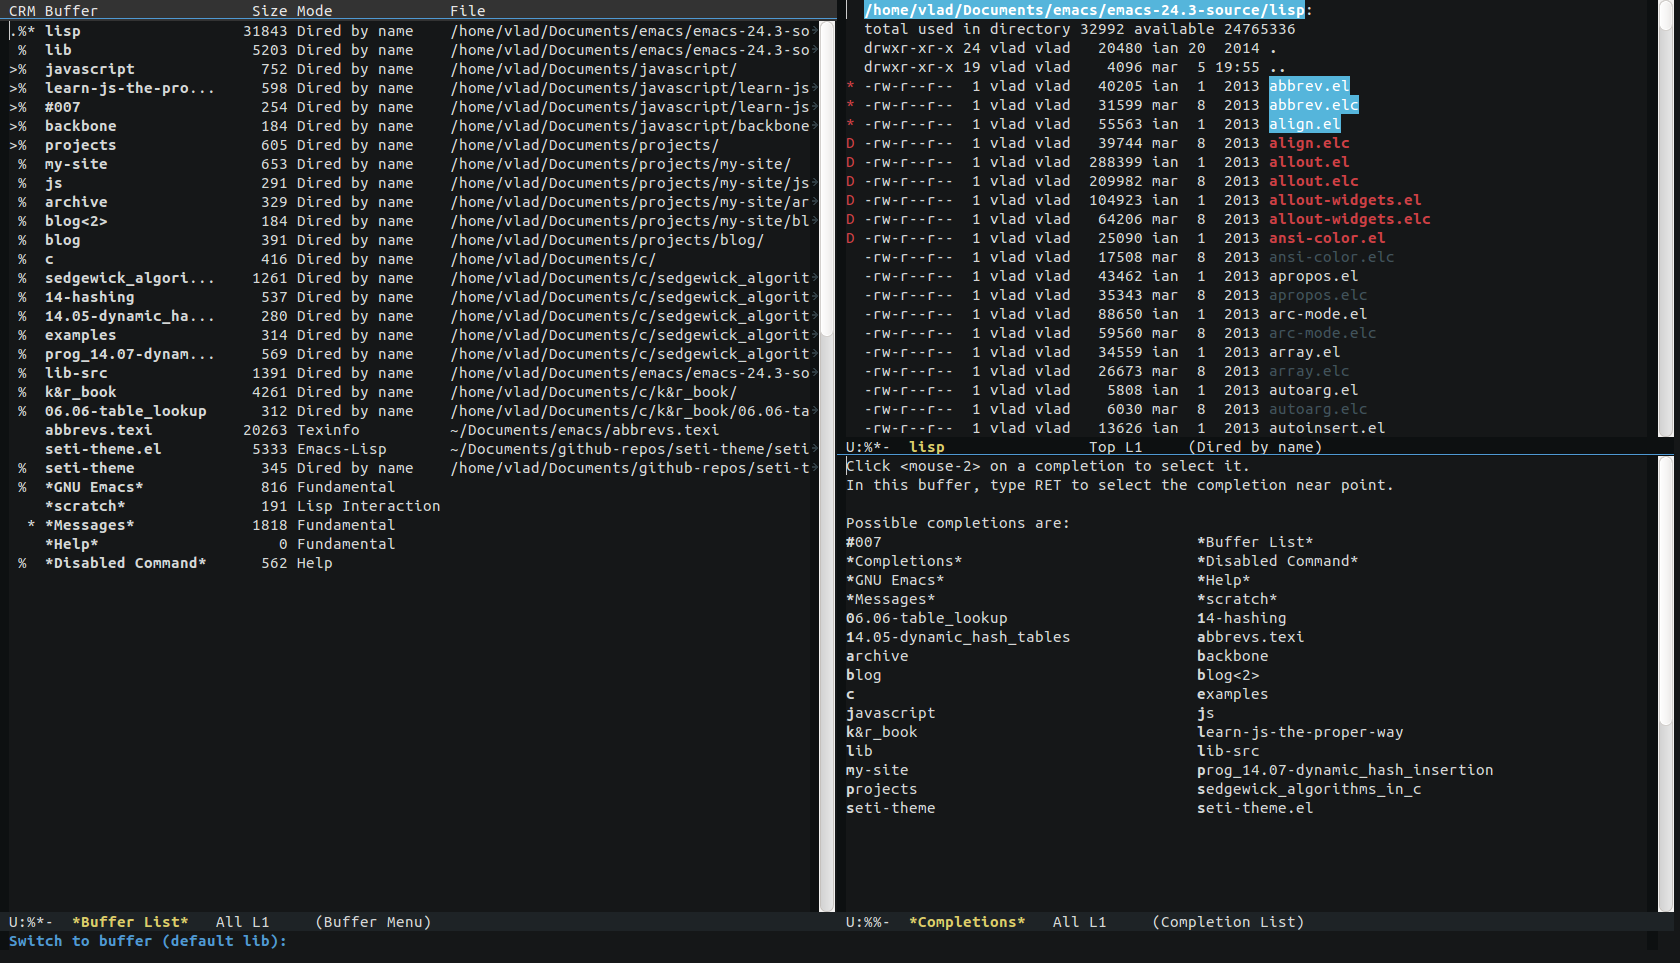 CRM Buffer Size Mode File
.%* lisp 31843 Dired by name /home/vlad/Documents/emacs/emacs-24.3-so
% lib 5203 Dired by name /home/vlad/Documents/emacs/emacs-24.3-so
>% javascript 752 Dired by name /home/vlad/Documents/javascript/
>% learn-js-the-pro... 598 Dired by name /home/vlad/Documents/javascript/learn-js
>% #007 254 Dired by name /home/vlad/Documents/javascript/learn-js
>% backbone 184 Dired by name /home/vlad/Documents/javascript/backbone
>% projects 605 Dired by name /home/vlad/Documents/projects/
% my-site 653 Dired by name /home/vlad/Documents/projects/my-site/
% js 291 Dired by name /home/vlad/Documents/projects/my-site/js
% archive 329 Dired by name /home/vlad/Documents/projects/my-site/ar
% blog<2> 184 Dired by name /home/vlad/Documents/projects/my-site/bl
% blog 391 Dired by name /home/vlad/Documents/projects/blog/
% c 416 Dired by name /home/vlad/Documents/c/
% sedgewick_algori... 1261 Dired by name /home/vlad/Documents/c/sedgewick_algorit
% 14-hashing 537 Dired by name /home/vlad/Documents/c/sedgewick_algorit
% 14.05-dynamic_ha... 280 Dired by name /home/vlad/Documents/c/sedgewick_algorit
% examples 314 Dired by name /home/vlad/Documents/c/sedgewick_algorit
% prog_14.07-dynam... 569 Dired by name /home/vlad/Documents/c/sedgewick_algorit
% lib-src 1391 Dired by name /home/vlad/Documents/emacs/emacs-24.3-so
% k&r_book 4261 Dired by name /home/vlad/Documents/c/k&r_book/
% 06.06-table_lookup 312 Dired by name /home/vlad/Documents/c/k&r_book/06.06-ta
abbrevs.texi 20263 Texinfo ~/Documents/emacs/abbrevs.texi
seti-theme.el 5333 Emacs-Lisp ~/Documents/github-repos/seti-theme/seti
% seti-theme 345 Dired by name /home/vlad/Documents/github-repos/seti-t
% *GNU Emacs* 816 Fundamental
*scratch* 191 Lisp Interaction
* *Messages* 1818 Fundamental
*Help* 0 Fundamental
% *Disabled Command* 562 Help
U:%*- *Buffer List* All L1 (Buffer Menu)
/home/vlad/Documents/emacs/emacs-24.3-source/lisp:
total used in directory 32992 available 24765336
drwxr-xr-x 24 vlad vlad 20480 ian 20 2014 .
drwxr-xr-x 19 vlad vlad 4096 mar 5 19:55 ..
* -rw-r--r-- 1 vlad vlad 40205 ian 1 2013 abbrev.el
* -rw-r--r-- 1 vlad vlad 31599 mar 8 2013 abbrev.elc
* -rw-r--r-- 1 vlad vlad 55563 ian 1 2013 align.el
D -rw-r--r-- 1 vlad vlad 39744 mar 8 2013 align.elc
D -rw-r--r-- 1 vlad vlad 288399 ian 1 2013 allout.el
D -rw-r--r-- 1 vlad vlad 209982 mar 8 2013 allout.elc
D -rw-r--r-- 1 vlad vlad 104923 ian 1 2013 allout-widgets.el
D -rw-r--r-- 1 vlad vlad 64206 mar 8 2013 allout-widgets.elc
D -rw-r--r-- 1 vlad vlad 25090 ian 1 2013 ansi-color.el
-rw-r--r-- 1 vlad vlad 17508 mar 8 2013 ansi-color.elc
-rw-r--r-- 1 vlad vlad 43462 ian 1 2013 apropos.el
-rw-r--r-- 1 vlad vlad 35343 mar 8 2013 apropos.elc
-rw-r--r-- 1 vlad vlad 88650 ian 1 2013 arc-mode.el
-rw-r--r-- 1 vlad vlad 59560 mar 8 2013 arc-mode.elc
-rw-r--r-- 1 vlad vlad 34559 ian 1 2013 array.el
-rw-r--r-- 1 vlad vlad 26673 mar 8 2013 array.elc
-rw-r--r-- 1 vlad vlad 5808 ian 1 2013 autoarg.el
-rw-r--r-- 1 vlad vlad 6030 mar 8 2013 autoarg.elc
-rw-r--r-- 1 vlad vlad 13626 ian 1 2013 autoinsert.el
U:%*- lisp Top L1 (Dired by name)
Click <mouse-2> on a completion to select it.
In this buffer, type RET to select the completion near point.
Possible completions are:
#007 *Buffer List*
*Completions* *Disabled Command*
*GNU Emacs* *Help*
*Messages* *scratch*
06.06-table_lookup 14-hashing
14.05-dynamic_hash_tables abbrevs.texi
archive backbone
blog blog<2>
c examples
javascript js
k&r_book learn-js-the-proper-way
lib lib-src
my-site prog_14.07-dynamic_hash_insertion
projects sedgewick_algorithms_in_c
seti-theme seti-theme.el
U:%%- *Completions* All L1 (Completion List)
Switch to buffer (default lib):